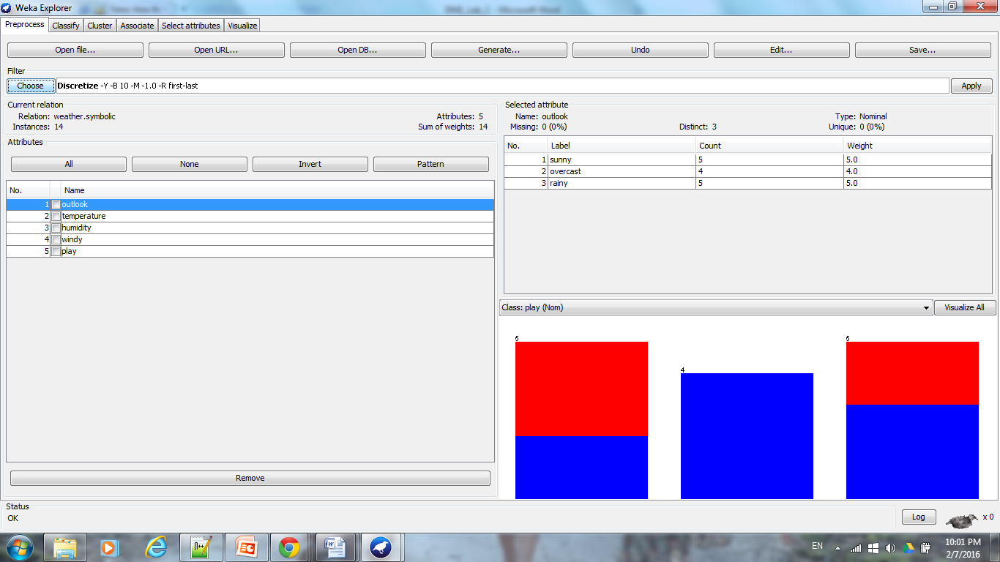 Weka Explorer
Preprocess Classify Cluster Associate Select attributes Visualize
Open file... Open URL... Open DB... Generate... Undo Edit... Save...
Filter
Choose Discretize -Y -B 10 -M -1.0 -R first-last Apply
Current relation
Relation: weather.symbolic Attributes: 5
Instances: 14 Sum of weights: 14
Attributes
All None Invert Pattern
No. Name
1 outlook
2 temperature
3 humidity
4 windy
5 play
Remove
Selected attribute
Name: outlook Type: Nominal
Missing: 0 (0%) Distinct: 3 Unique: 0 (0%)
No. Label Count Weight
1 sunny 5 5.0
2 overcast 4 4.0
3 rainy 5 5.0
Class: play (Nom) Visualize All
5 4 5
Status
OK
Log x 0
EN 10:01 PM
2/7/2016